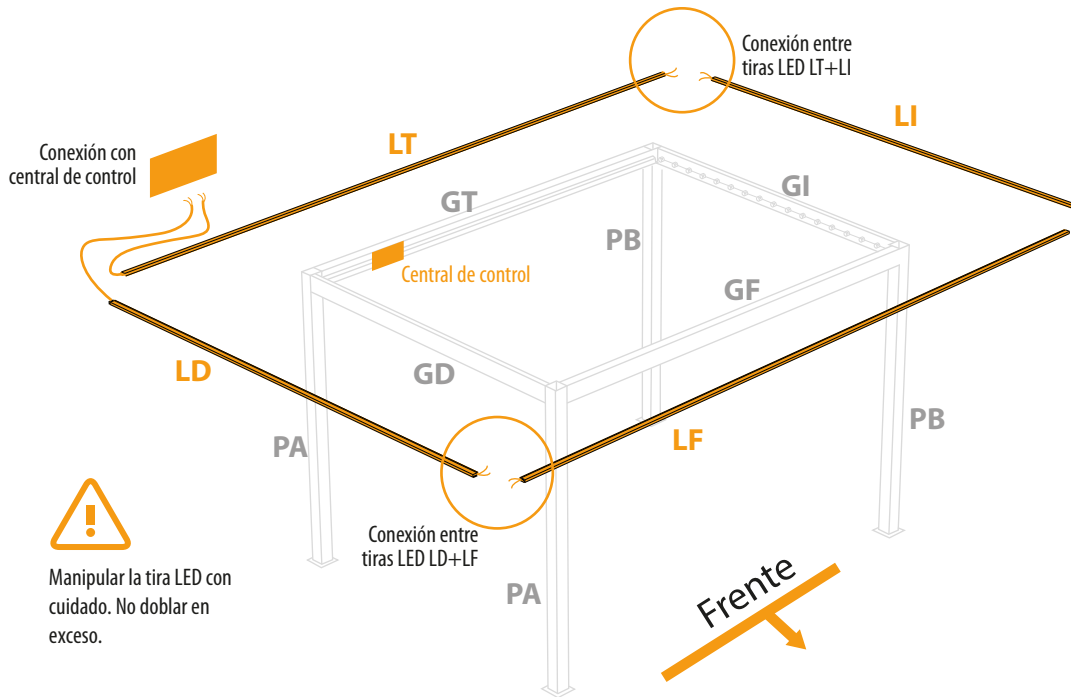 Conexión entre
tiras LED LT+LI
LI
LT
Conexión con
central de control
GT
GI
PB
Central de control
GF
GD
LD
PA
LF
PB
Conexión entre
tiras LED LD+LF
PA
Frente
Manipular la tira LED con
cuidado. No doblar en
exceso.